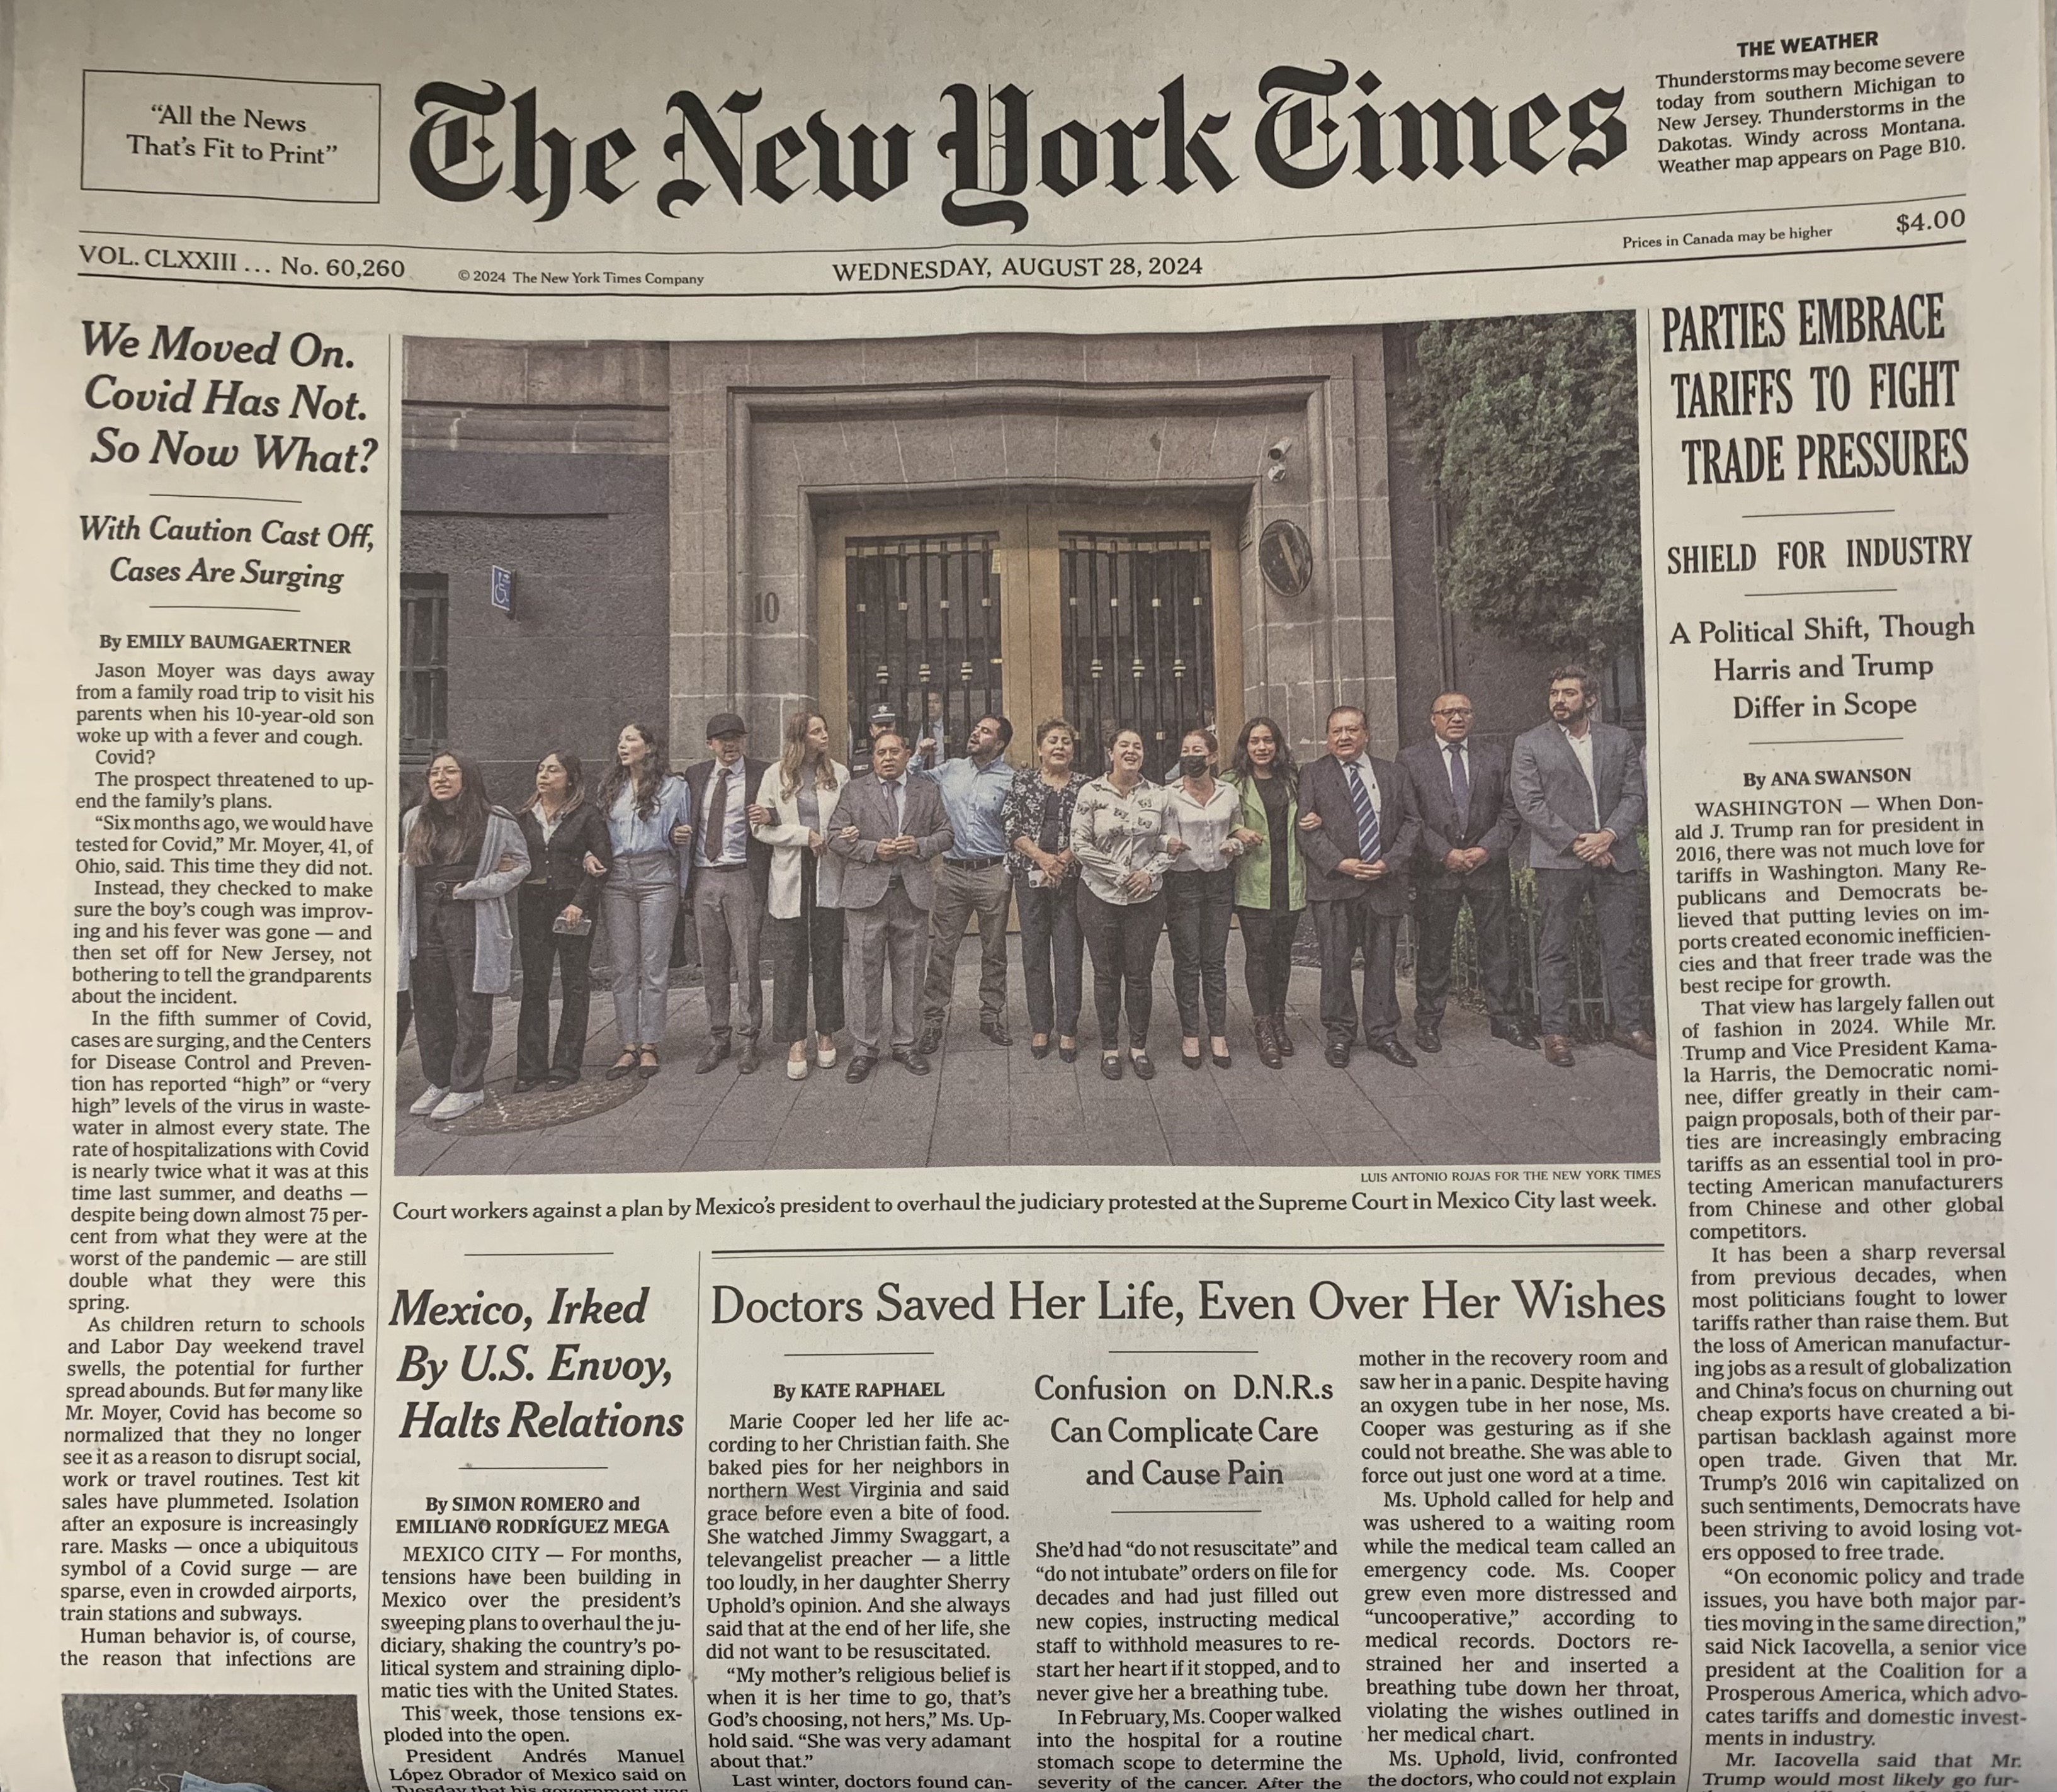 "All the News
That's Fit to Print"
The New York Times
THE WEATHER
Thunderstorms may become severe
today from southern Michigan to
New Jersey. Thunderstorms in the
Dakotas. Windy across Montana.
Weather map appears on Page B10.
VOL. CLXXIII ... No. 60,260
© 2024 The New York Times Company
WEDNESDAY, AUGUST 28, 2024
Prices in Canada may be higher
$4.00
We Moved On.
Covid Has Not.
So Now What?
With Caution Cast Off,
Cases Are Surging
By EMILY BAUMGAERTNER
Jason Moyer was days away
from a family road trip to visit his
parents when his 10-year-old son
woke up with a fever and cough.
Covid?
The prospect threatened to up-
end the family's plans.
"Six months ago, we would have
tested for Covid," Mr. Moyer, 41, of
Ohio, said. This time they did not.
Instead, they checked to make
sure the boy's cough was improv-
ing and his fever was gone — and
then set off for New Jersey, not
bothering to tell the grandparents
about the incident.
In the fifth summer of Covid,
cases are surging, and the Centers
for Disease Control and Preven-
tion has reported "high" or "very
high" levels of the virus in waste-
water in almost every state. The
rate of hospitalizations with Covid
is nearly twice what it was at this
time last summer, and deaths —
despite being down almost 75 per-
cent from what they were at the
worst of the pandemic — are still
double what they were this
spring.
As children return to schools
and Labor Day weekend travel
swells, the potential for further
spread abounds. But for many like
Mr. Moyer, Covid has become so
normalized that they no longer
see it as a reason to disrupt social,
work or travel routines. Test kit
sales have plummeted. Isolation
after an exposure is increasingly
rare. Masks — once a ubiquitous
symbol of a Covid surge — are
sparse, even in crowded airports,
train stations and subways.
Human behavior is, of course,
the reason that infections are
10
LUIS ANTONIO ROJAS FOR THE NEW YORK TIMES
Court workers against a plan by Mexico's president to overhaul the judiciary protested at the Supreme Court in Mexico City last week.
Mexico, Irked
By U.S. Envoy,
Halts Relations
By SIMON ROMERO and
EMILIANO RODRÍGUEZ MEGA
MEXICO CITY — For months,
tensions have been building in
Mexico over the president's
sweeping plans to overhaul the ju-
diciary, shaking the country's po-
litical system and straining diplo-
matic ties with the United States.
This week, those tensions ex-
ploded into the open.
President Andrés Manuel
López Obrador of Mexico said on
Tuesday that his government was
Doctors Saved Her Life, Even Over Her Wishes
By KATE RAPHAEL
Marie Cooper led her life ac-
cording to her Christian faith. She
baked pies for her neighbors in
northern West Virginia and said
grace before even a bite of food.
She watched Jimmy Swaggart, a
televangelist preacher — a little
too loudly, in her daughter Sherry
Uphold's opinion. And she always
said that at the end of her life, she
did not want to be resuscitated.
"My mother's religious belief is
when it is her time to go, that's
God's choosing, not hers," Ms. Up-
hold said. "She was very adamant
about that."
Last winter, doctors found can-
Confusion on D.N.R.s
Can Complicate Care
and Cause Pain
She'd had "do not resuscitate" and
"do not intubate" orders on file for
decades and had just filled out
new copies, instructing medical
staff to withhold measures to re-
start her heart if it stopped, and to
never give her a breathing tube.
In February, Ms. Cooper walked
into the hospital for a routine
stomach scope to determine the
severity of the cancer. After the
mother in the recovery room and
saw her in a panic. Despite having
an oxygen tube in her nose, Ms.
Cooper was gesturing as if she
could not breathe. She was able to
force out just one word at a time.
Ms. Uphold called for help and
was ushered to a waiting room
while the medical team called an
emergency code. Ms. Cooper
grew even more distressed and
"uncooperative," according to
medical records. Doctors re-
strained her and inserted a
breathing tube down her throat,
violating the wishes outlined in
her medical chart.
Ms. Uphold, livid, confronted
the doctors, who could not explain
PARTIES EMBRACE
TARIFFS TO FIGHT
TRADE PRESSURES
SHIELD FOR INDUSTRY
A Political Shift, Though
Harris and Trump
Differ in Scope
By ANA SWANSON
WASHINGTON — When Don-
ald J. Trump ran for president in
2016, there was not much love for
tariffs in Washington. Many Re-
publicans and Democrats be-
lieved that putting levies on im-
ports created economic inefficien-
cies and that freer trade was the
best recipe for growth.
That view has largely fallen out
of fashion in 2024. While Mr.
Trump and Vice President Kama-
la Harris, the Democratic nomi-
nee, differ greatly in their cam-
paign proposals, both of their par-
ties are increasingly embracing
tariffs as an essential tool in pro-
tecting American manufacturers
from Chinese and other global
competitors.
It has been a sharp reversal
from previous decades, when
most politicians fought to lower
tariffs rather than raise them. But
the loss of American manufactur-
ing jobs as a result of globalization
and China's focus on churning out
cheap exports have created a bi-
partisan backlash against more
open trade. Given that Mr.
Trump's 2016 win capitalized on
such sentiments, Democrats have
been striving to avoid losing vot-
ers opposed to free trade.
"On economic policy and trade
issues, you have both major par-
ties moving in the same direction,"
said Nick Iacovella, a senior vice
president at the Coalition for a
Prosperous America, which advo-
cates tariffs and domestic invest-
ments in industry.
Mr. Iacovella said that Mr.
Trump would most likely go fur-